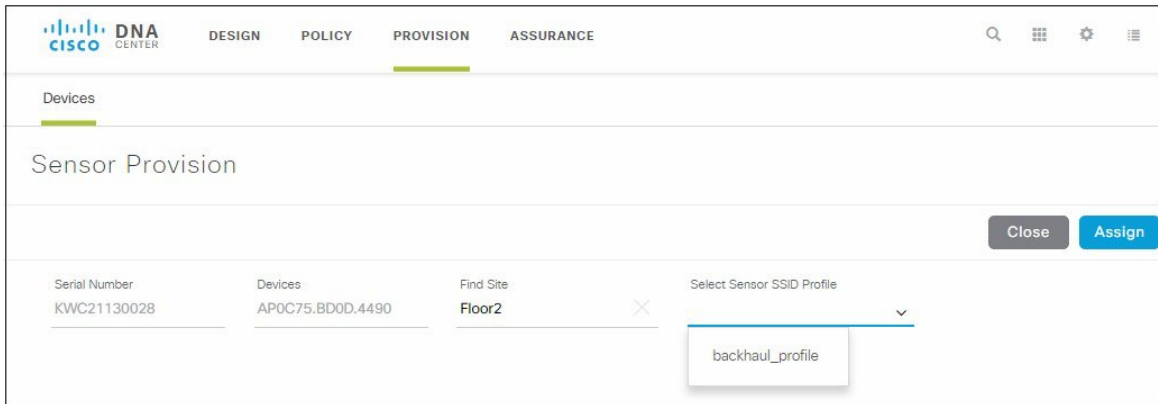 CISCO DNA CENTER DESIGN POLICY PROVISION ASSURANCE
Devices
Sensor Provision
Close Assign
Serial Number Devices Find Site Select Sensor SSID Profile
KWC21130028 AP0C75.BD0D.4490 Floor2
backhaul_profile